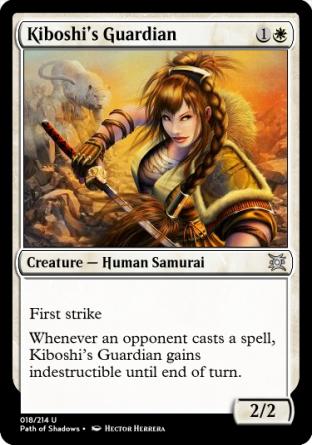 Kiboshi's Guardian 1
Creature — Human Samurai
First strike
Whenever an opponent casts a spell,
Kiboshi's Guardian gains
indestructible until end of turn.
2/2
018/214 U
Path of Shadows • Hector Herrera